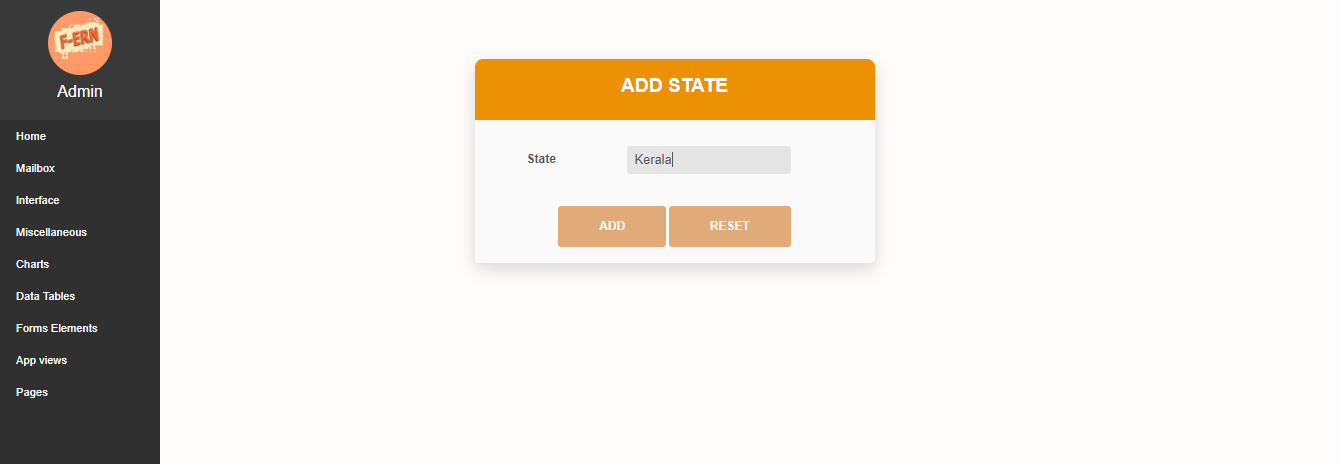 F-ERN
Admin
Home
Mailbox
Interface
Miscellaneous
Charts
Data Tables
Forms Elements
App views
Pages
ADD STATE
State
Kerala
ADD
RESET